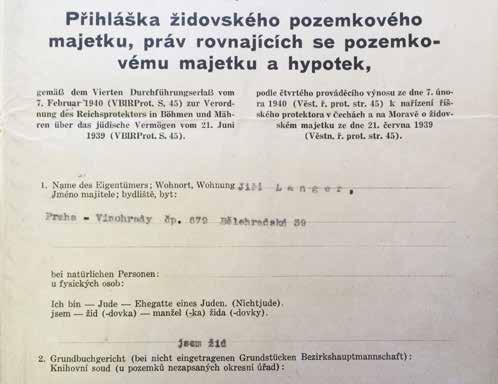 Přihláška židovského pozemkového
majetku, práv rovnajících se pozemko-
vému majetku a hypotek,
gemäß dem Vierten Durchführungserlaß vom
7. Februar 1940 (VBlRProt. S. 45) zur Verord-
nung des Reichsprotektors in Böhmen und Mäh-
ren über das jüdische Vermögen vom 21. Juni
1939 (VBlRProt. S. 45).
podle čtvrtého prováděcího výnosu ze dne 7. úno-
ra 1940 (Věst. ř. prot. str. 45) k nařízení říš-
ského protektora v čechách a na Moravě o židov-
ském majetku ze dne 21. června 1939
(Věstn. ř. prot. str. 45).
1. Name des Eigentümers; Wohnort, Wohnung Jiří Langer,
Jméno majitele; bydliště, byt:
Praha - Vinohrady čp. 672 Bělehradská 39
bei natürlichen Personen:
u fysických osob:
Ich bin — Jude — Ehegatte eines Juden. (Nichtjude).
jsem — žid (-dovka) — manžel (-ka) žida (-dovky).
jsem žid
2. Grundbuchgericht (bei nicht eingetragenen Grundstücken Bezirkshauptmannschaft):
Knihovní soud (u pozemků nezapsaných okresní úřad):